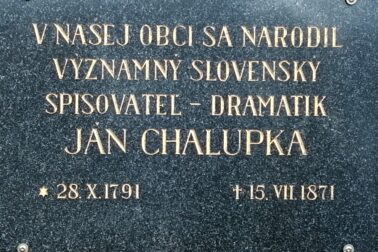 V NAŠEJ OBCI SA NARODIL
VÝZNAMNÝ SLOVENSKÝ
SPISOVATEĽ – DRAMATIK
JÁN CHALUPKA
* 28. X. 1791 † 15. VII. 1871